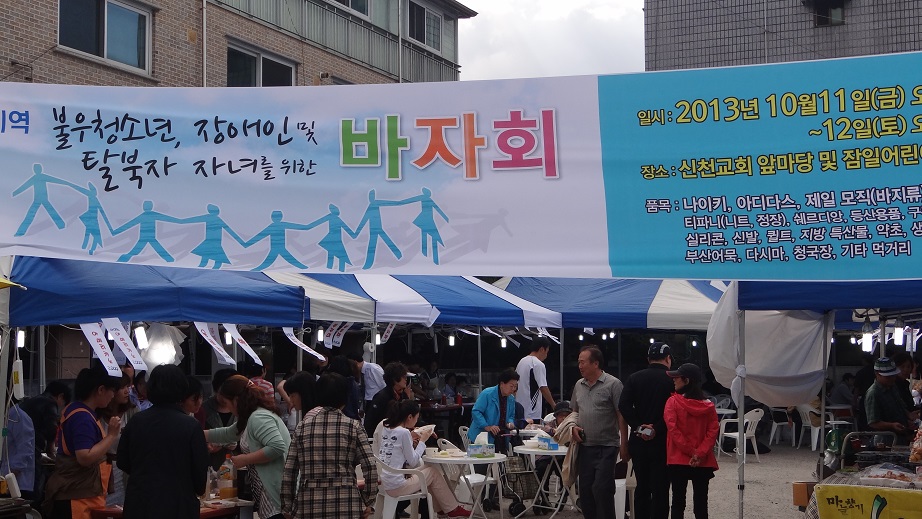 지역
불우청소년, 장애인 및
탈북자 자녀를 위한
바자회
일시 : 2013년 10월11일(금)
~12일(토)
장소 : 신천교회 앞마당 및 잠일어린
품목 : 나이키, 아디다스, 제일 모직(바지류
티파니(니트, 정장), 쉐르디앙, 등산용품,
실리콘, 신발, 퀼트, 지방 특산물, 약초,
부산어묵, 다시마, 청국장, 기타 먹거리